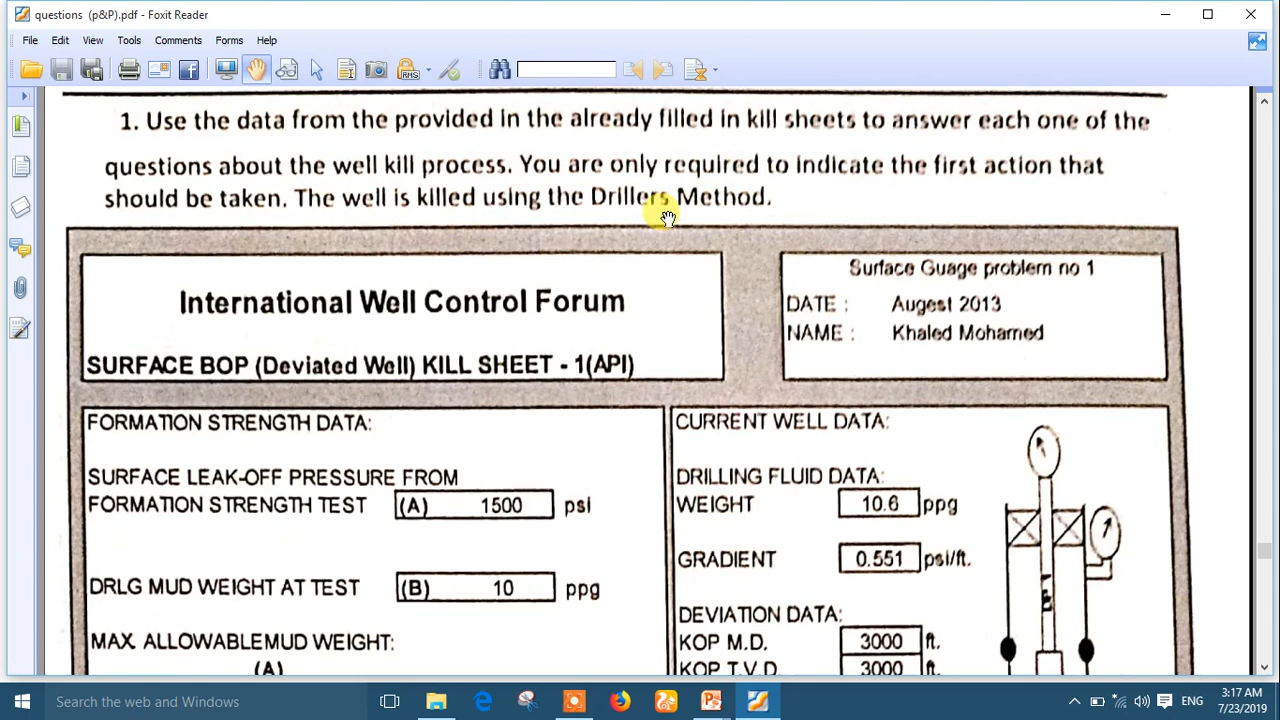 questions (p&P).pdf - Foxit Reader
File Edit View Tools Comments Forms Help
RMS
1. Use the data from the provided in the already filled in kill sheets to answer each one of the
questions about the well kill process. You are only required to indicate the first action that
should be taken. The well is killed using the Drillers Method.
International Well Control Forum
SURFACE BOP (Deviated Well) KILL SHEET - 1(API)
Surface Guage problem no 1
DATE : Augest 2013
NAME : Khaled Mohamed
FORMATION STRENGTH DATA:
SURFACE LEAK-OFF PRESSURE FROM
FORMATION STRENGTH TEST (A) 1500 psi
DRLG MUD WEIGHT AT TEST (B) 10 ppg
MAX. ALLOWABLEMUD WEIGHT:
(A)
CURRENT WELL DATA:
DRILLING FLUID DATA:
WEIGHT 10.6 ppg
GRADIENT 0.551 psi/ft.
DEVIATION DATA:
KOP M.D. 3000 ft.
KOP T.V.D. 3000 ft.
Search the web and Windows
ENG
3:17 AM
7/23/2019